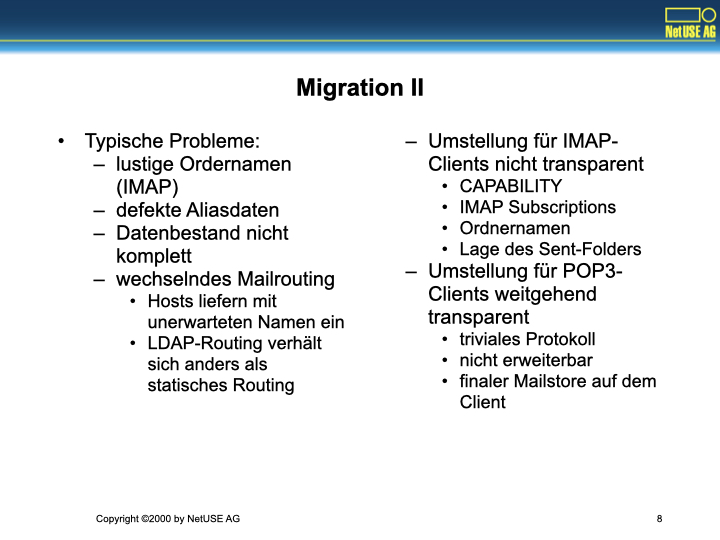 NetUSE AG
Migration II
• Typische Probleme:
– lustige Ordernamen
(IMAP)
– defekte Aliasdaten
– Datenbestand nicht
komplett
– wechselndes Mailrouting
• Hosts liefern mit
unerwarteten Namen ein
• LDAP-Routing verhält
sich anders als
statisches Routing
– Umstellung für IMAP-
Clients nicht transparent
• CAPABILITY
• IMAP Subscriptions
• Ordnernamen
• Lage des Sent-Folders
– Umstellung für POP3-
Clients weitgehend
transparent
• triviales Protokoll
• nicht erweiterbar
• finaler Mailstore auf dem
Client
Copyright ©2000 by NetUSE AG
8